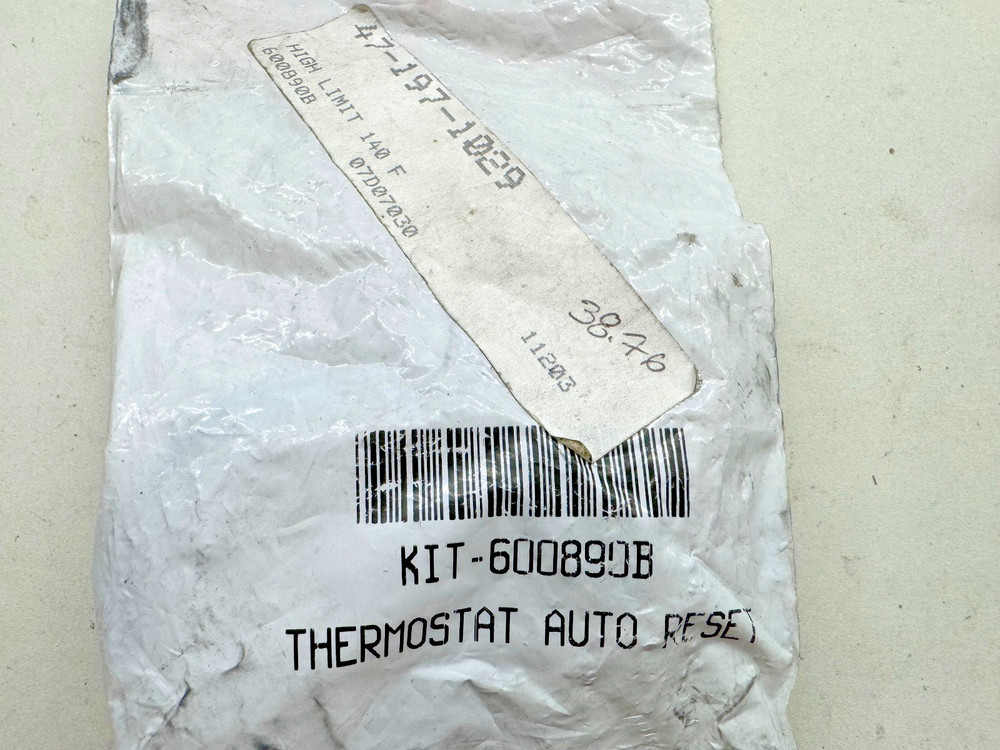 47-197-1029
HIGH LIMIT 140 F
600890B 07D07030
38.76
11203
KIT-600890B
THERMOSTAT AUTO RESET